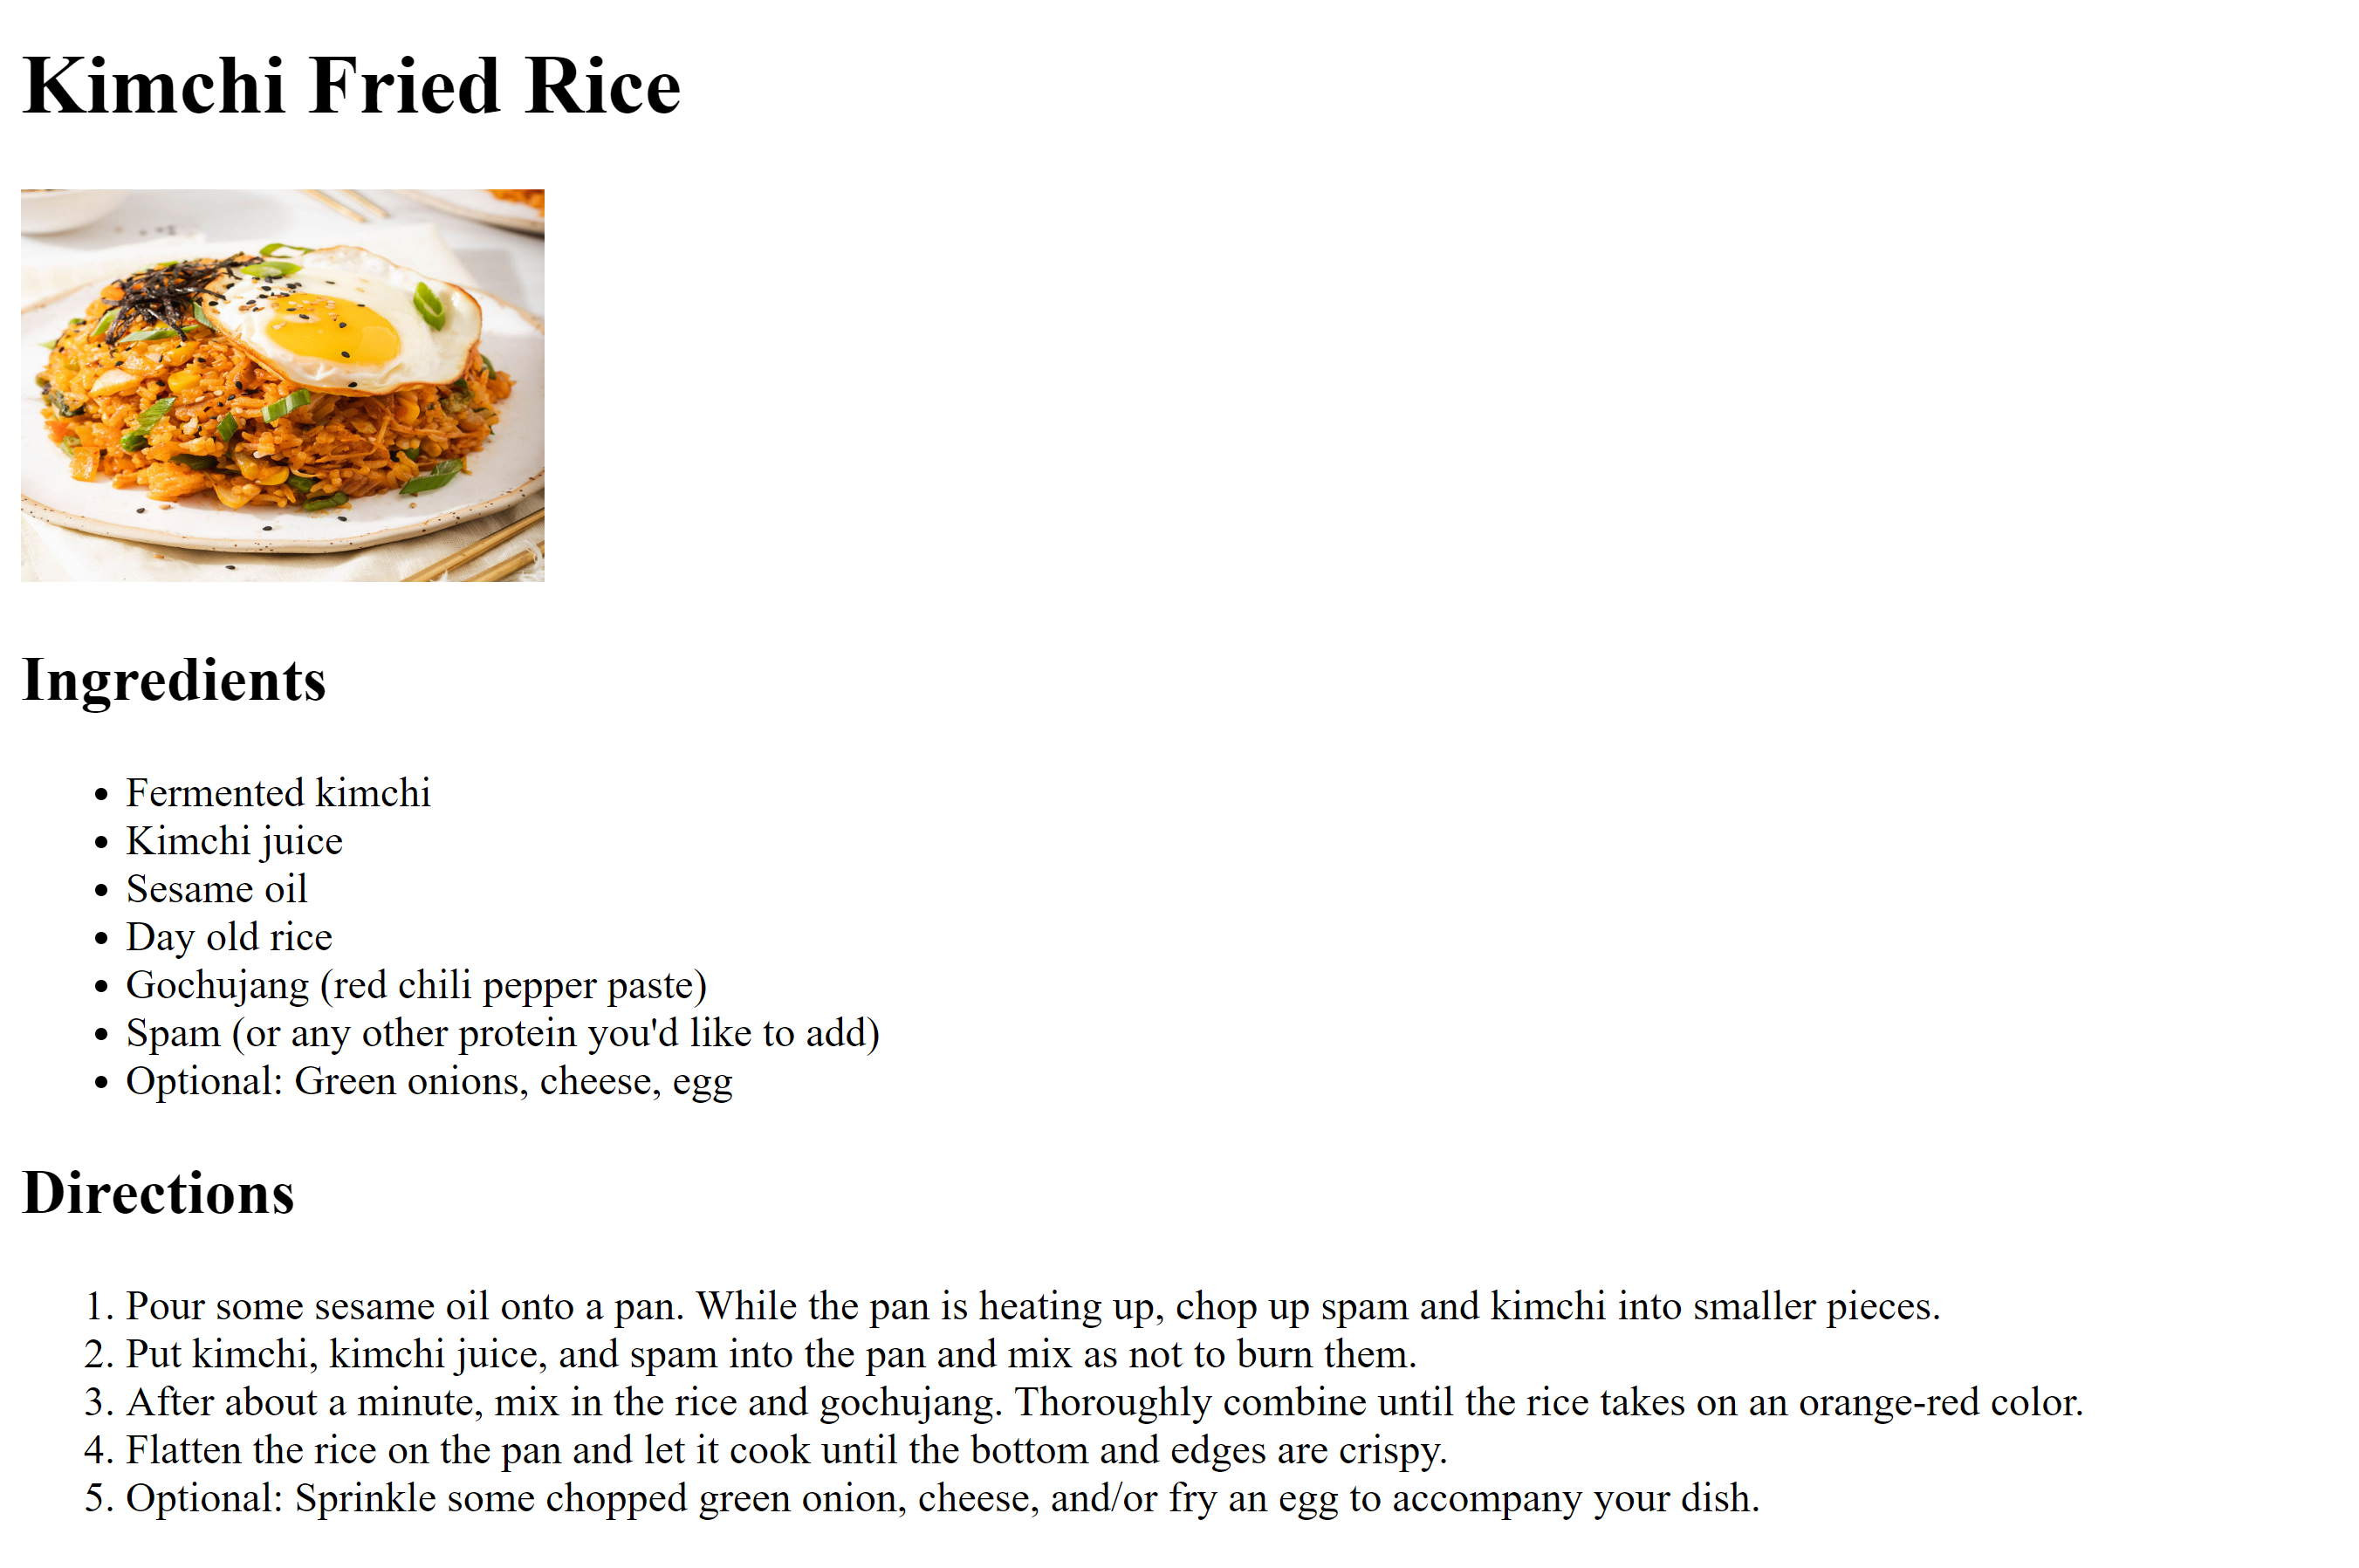 Kimchi Fried Rice
Ingredients
• Fermented kimchi
• Kimchi juice
• Sesame oil
• Day old rice
• Gochujang (red chili pepper paste)
• Spam (or any other protein you'd like to add)
• Optional: Green onions, cheese, egg
Directions
1. Pour some sesame oil onto a pan. While the pan is heating up, chop up spam and kimchi into smaller pieces.
2. Put kimchi, kimchi juice, and spam into the pan and mix as not to burn them.
3. After about a minute, mix in the rice and gochujang. Thoroughly combine until the rice takes on an orange-red color.
4. Flatten the rice on the pan and let it cook until the bottom and edges are crispy.
5. Optional: Sprinkle some chopped green onion, cheese, and/or fry an egg to accompany your dish.